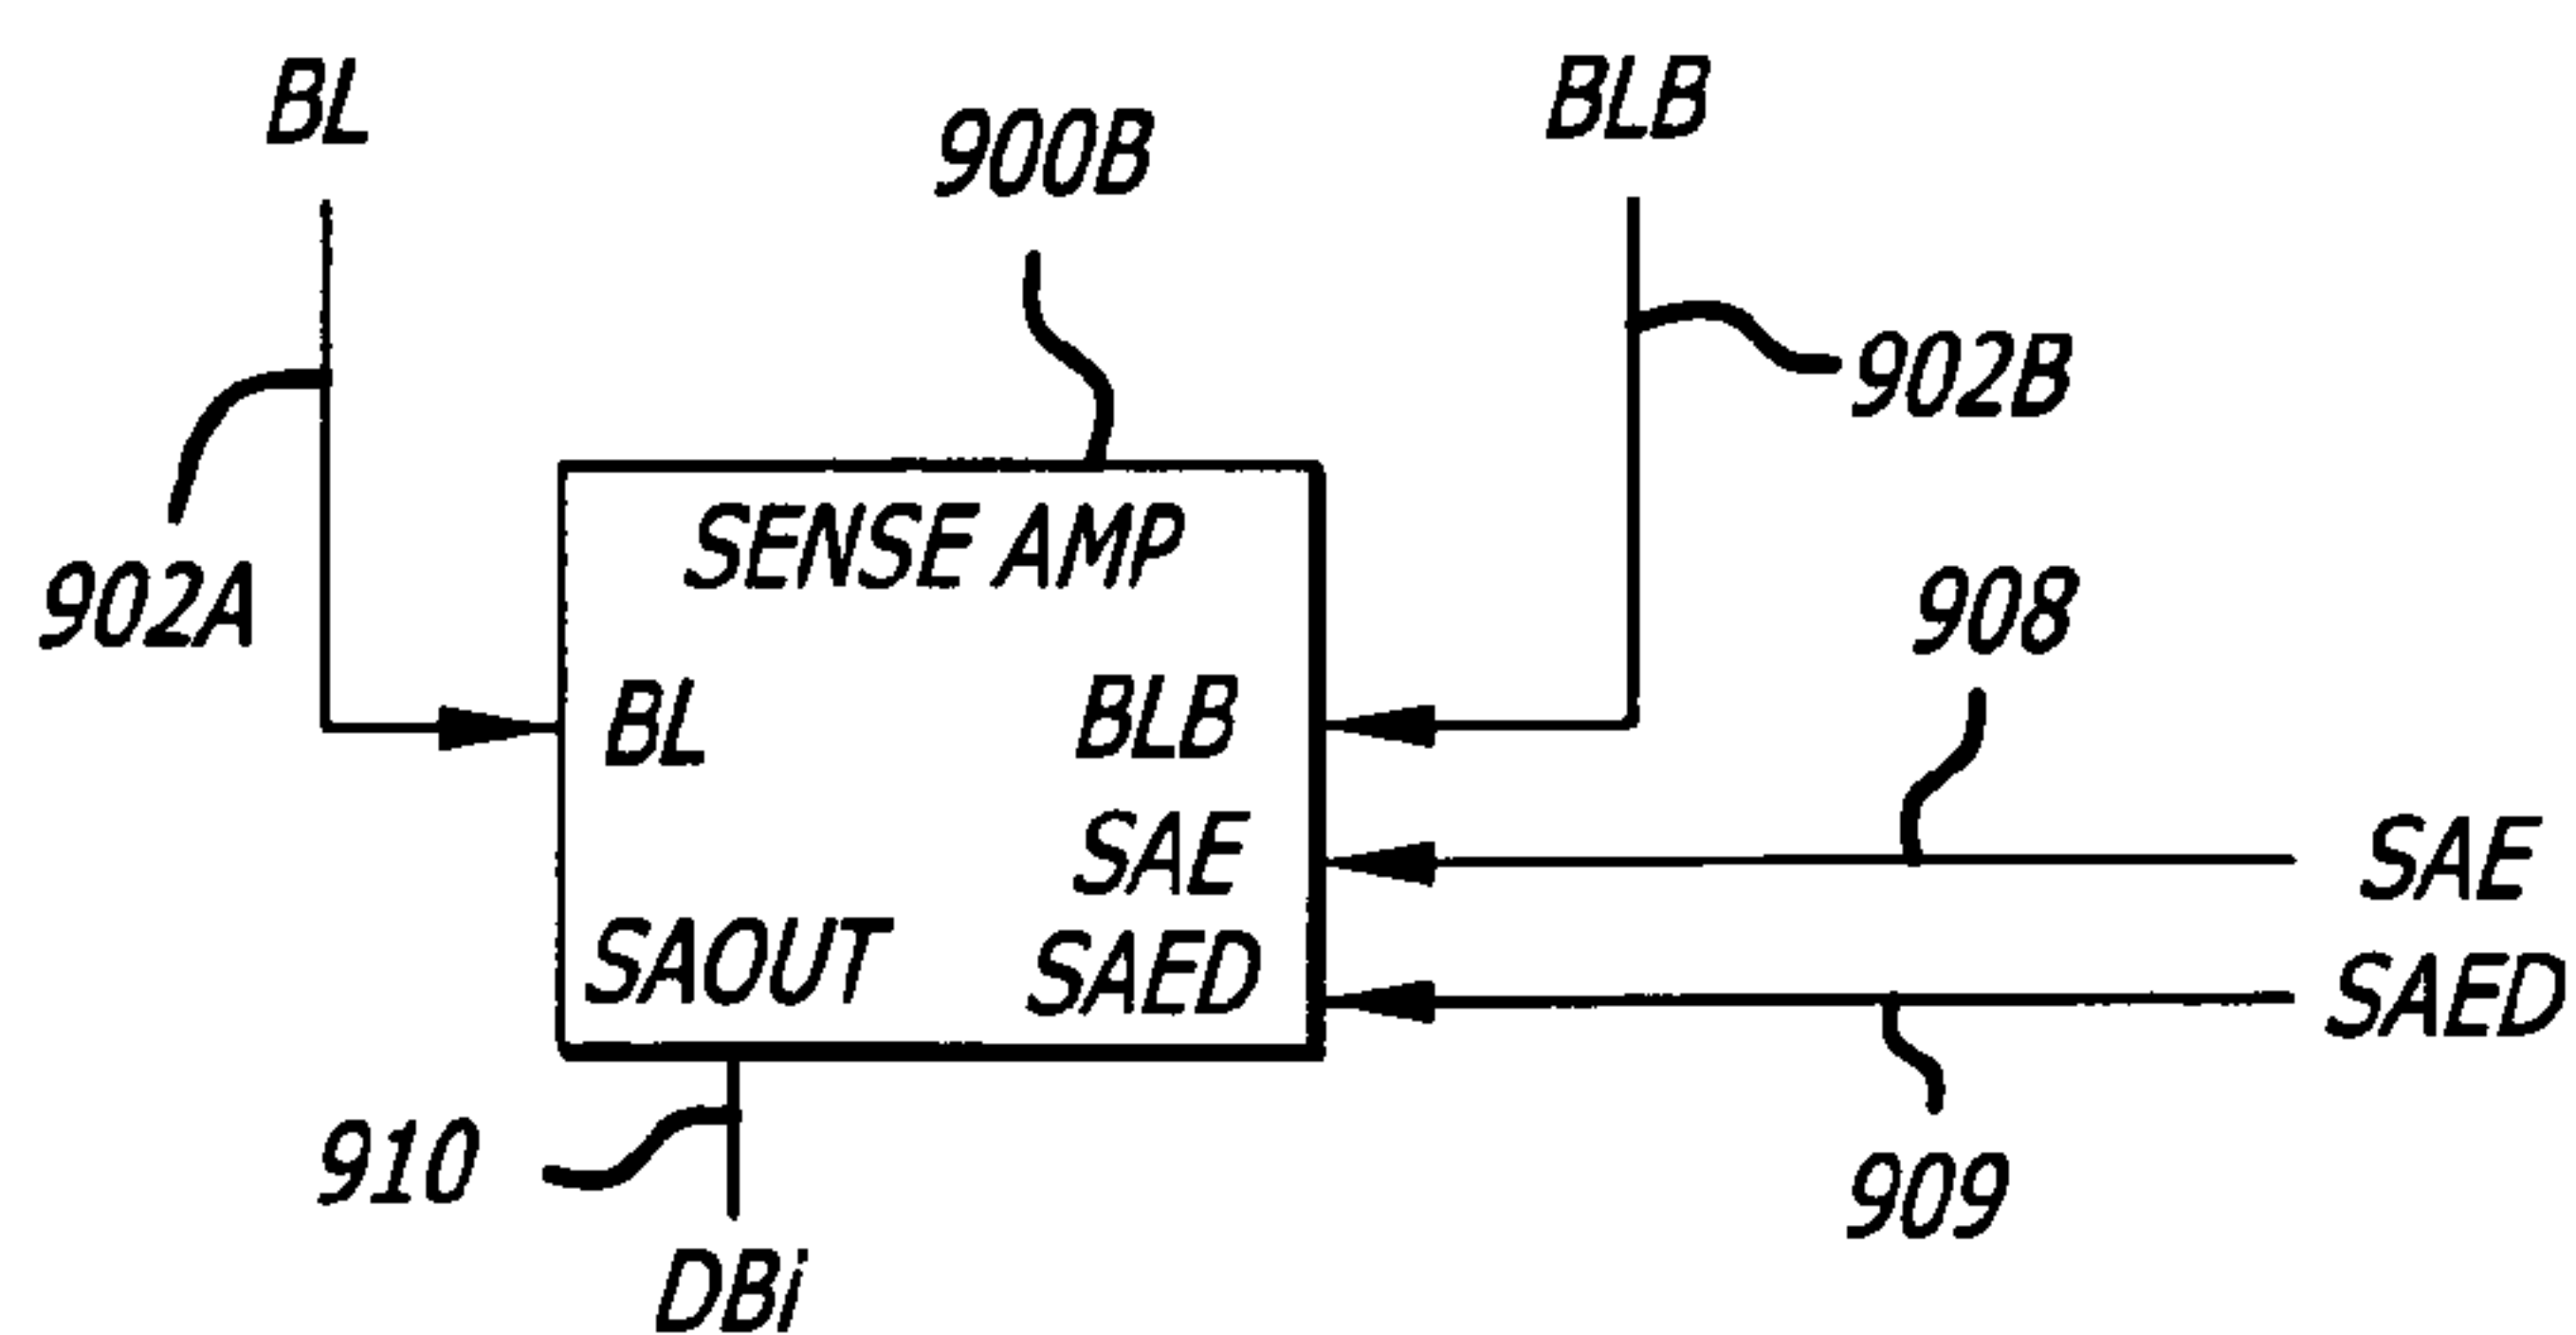 BL
BLB
900B
902B
SENSE AMP
902A
908
BL
BLB
SAE
SAE
SAOUT
SAED
SAED
910
909
DBi